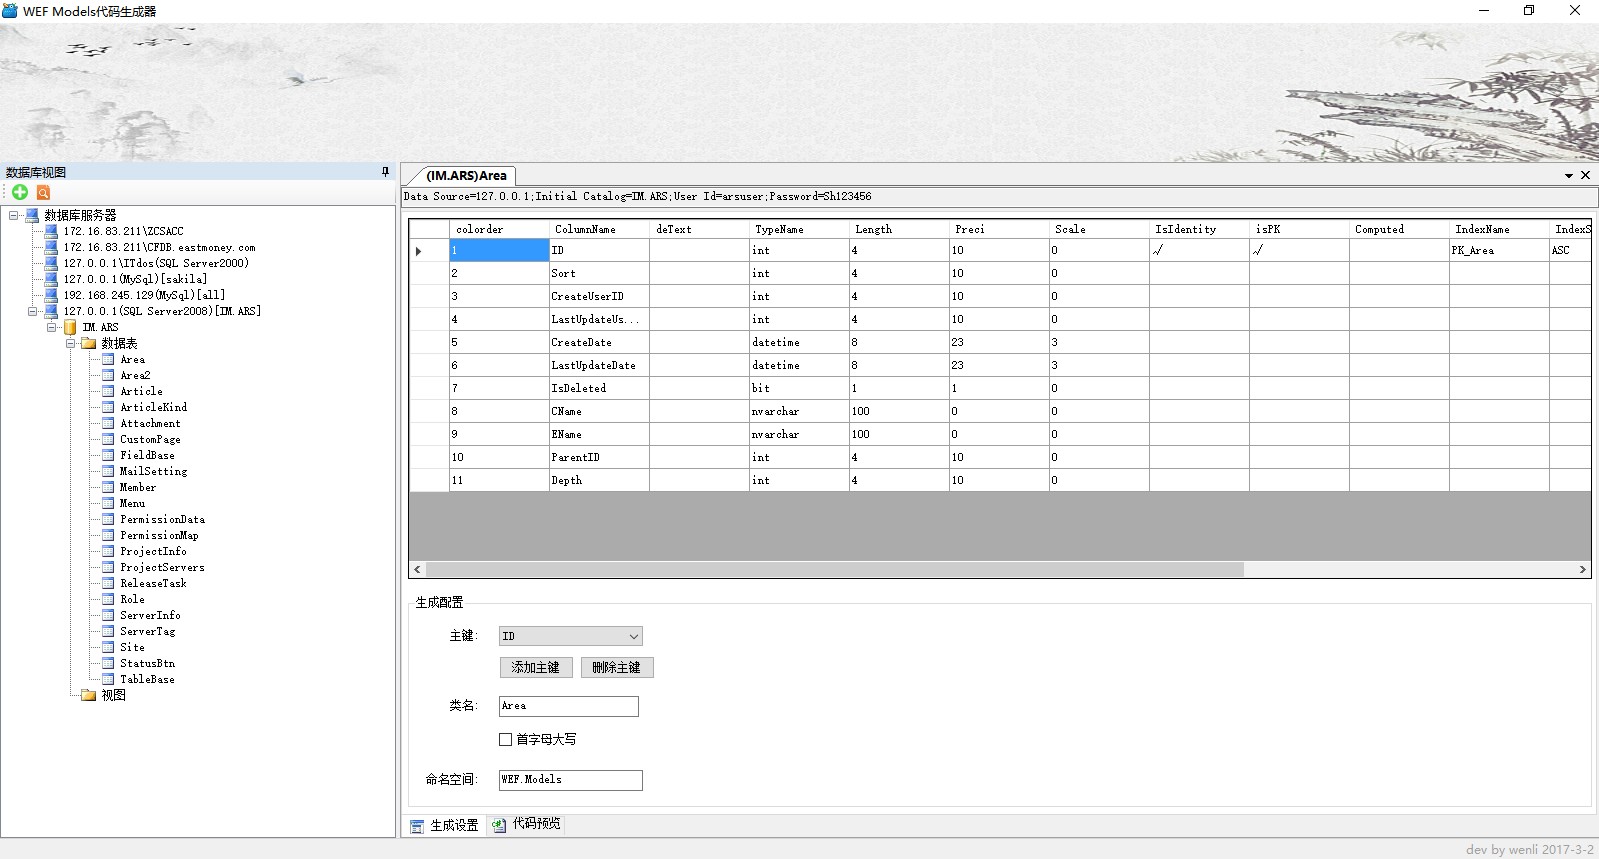 WEF Models代码生成器
数据库视图
数据库服务器
172.16.83.211\ZCSACC
172.16.83.211\CFDB.eastmoney.com
127.0.0.1\ITdos(SQL Server2000)
127.0.0.1(MySql)[sakila]
192.168.245.129(MySql)[all]
127.0.0.1(SQL Server2008)[IM.ARS]
IM.ARS
数据表
Area
Area2
Article
ArticleKind
Attachment
CustomPage
FieldBase
MailSetting
Member
Menu
PermissionData
PermissionMap
ProjectInfo
ProjectServers
ReleaseTask
Role
ServerInfo
ServerTag
Site
StatusBtn
TableBase
视图
(IM.ARS)Area
Data Source=127.0.0.1;Initial Catalog=IM.ARS;User Id=arsuser;Password=Sh123456
colorder ColumnName deText TypeName Length Preci Scale IsIdentity isPK Computed IndexName IndexS
1 ID int 4 10 0 √ √ PK_Area ASC
2 Sort int 4 10 0
3 CreateUserID int 4 10 0
4 LastUpdateUs... int 4 10 0
5 CreateDate datetime 8 23 3
6 LastUpdateDate datetime 8 23 3
7 IsDeleted bit 1 1 0
8 CName nvarchar 100 0 0
9 EName nvarchar 100 0 0
10 ParentID int 4 10 0
11 Depth int 4 10 0
生成配置
主键: ID
添加主键 删除主键
类名: Area
首字母大写
命名空间: WEF.Models
生成设置 代码预览
dev by wenli 2017-3-2